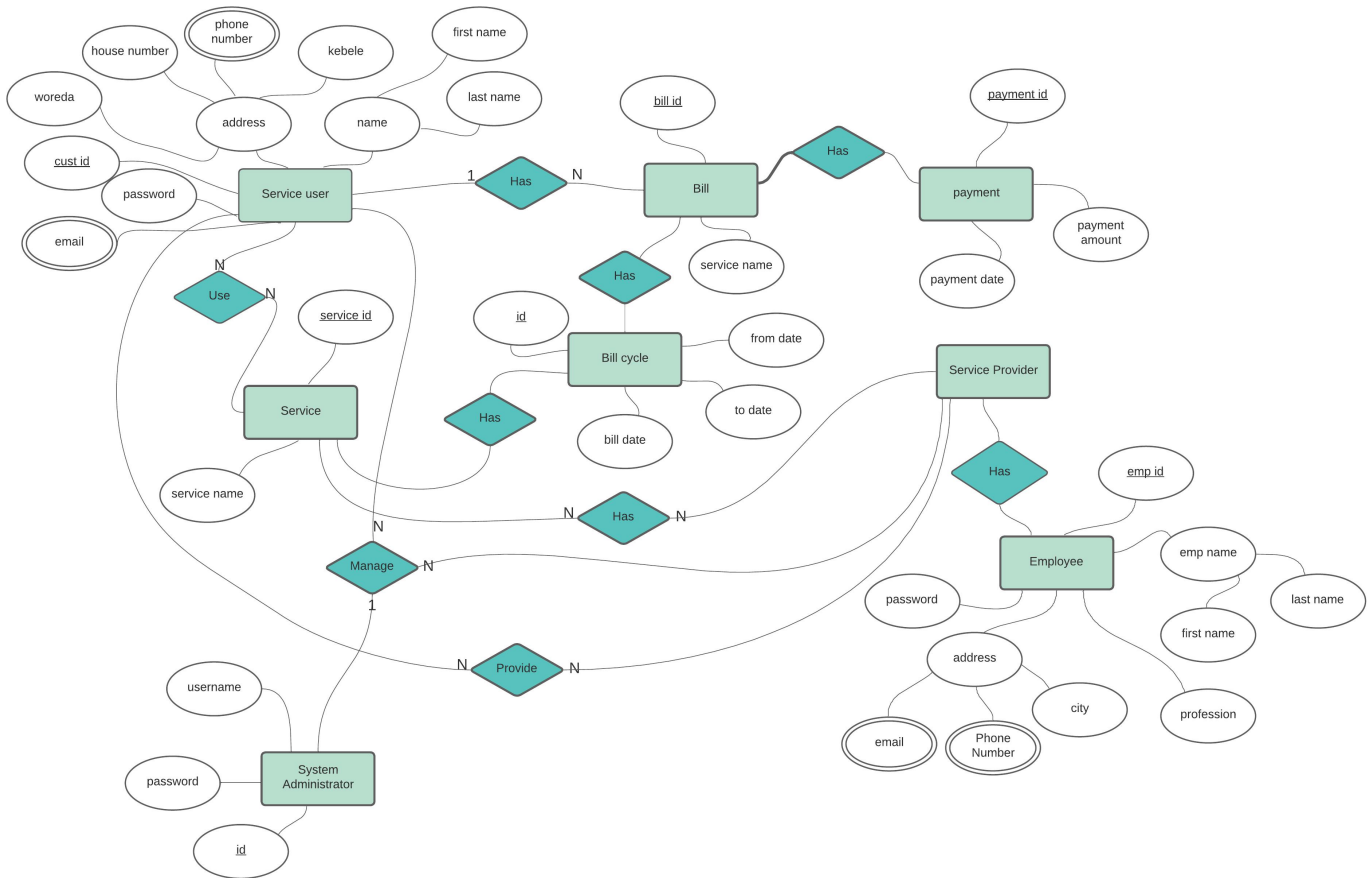 phone
number
first name
house number
kebele
woreda
last name
address
name
bill id
payment id
cust id
password
Service user
1
Has
N
Bill
Has
payment
email
payment
amount
service name
payment date
N
Use
N
Has
service id
id
from date
Service
Bill cycle
Service Provider
Has
to date
bill date
service name
Has
emp id
N
Has
N
N
Manage
N
1
Employee
emp name
last name
password
first name
N
Provide
N
address
city
profession
email
Phone
Number
username
System
Administrator
password
id